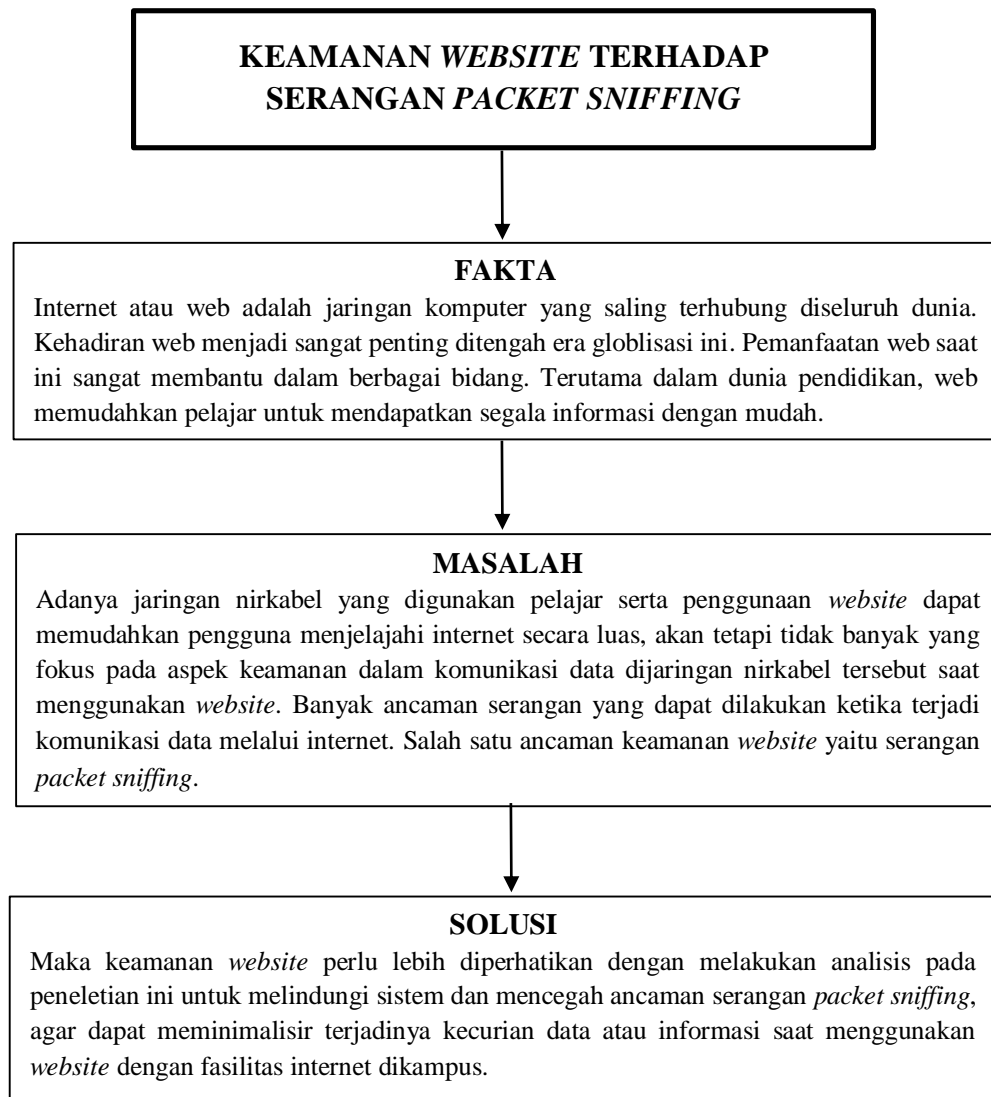 KEAMANAN WEBSITE TERHADAP
SERANGAN PACKET SNIFFING
FAKTA
Internet atau web adalah jaringan komputer yang saling terhubung diseluruh dunia.
Kehadiran web menjadi sangat penting ditengah era globlisasi ini. Pemanfaatan web saat
ini sangat membantu dalam berbagai bidang. Terutama dalam dunia pendidikan, web
memudahkan pelajar untuk mendapatkan segala informasi dengan mudah.
MASALAH
Adanya jaringan nirkabel yang digunakan pelajar serta penggunaan website dapat
memudahkan pengguna menjelajahi internet secara luas, akan tetapi tidak banyak yang
fokus pada aspek keamanan dalam komunikasi data dijaringan nirkabel tersebut saat
menggunakan website. Banyak ancaman serangan yang dapat dilakukan ketika terjadi
komunikasi data melalui internet. Salah satu ancaman keamanan website yaitu serangan
packet sniffing.
SOLUSI
Maka keamanan website perlu lebih diperhatikan dengan melakukan analisis pada
peneletian ini untuk melindungi sistem dan mencegah ancaman serangan packet sniffing,
agar dapat meminimalisir terjadinya kecurian data atau informasi saat menggunakan
website dengan fasilitas internet dikampus.